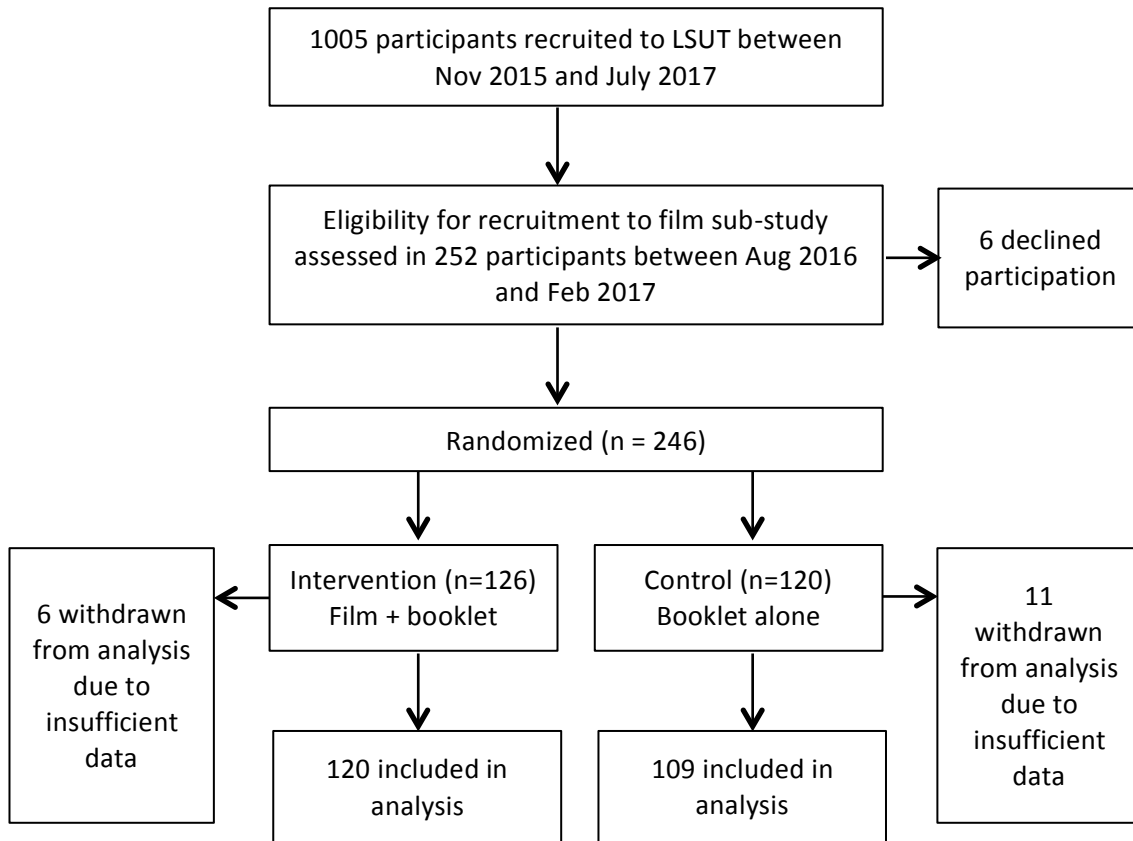 1005 participants recruited to LSUT between
Nov 2015 and July 2017
Eligibility for recruitment to film sub-study
assessed in 252 participants between Aug 2016
and Feb 2017
6 declined
participation
Randomized (n = 246)
6 withdrawn
from analysis
due to
insufficient
data
Intervention (n=126)
Film + booklet
Control (n=120)
Booklet alone
11
withdrawn
from analysis
due to
insufficient
data
120 included in
analysis
109 included in
analysis